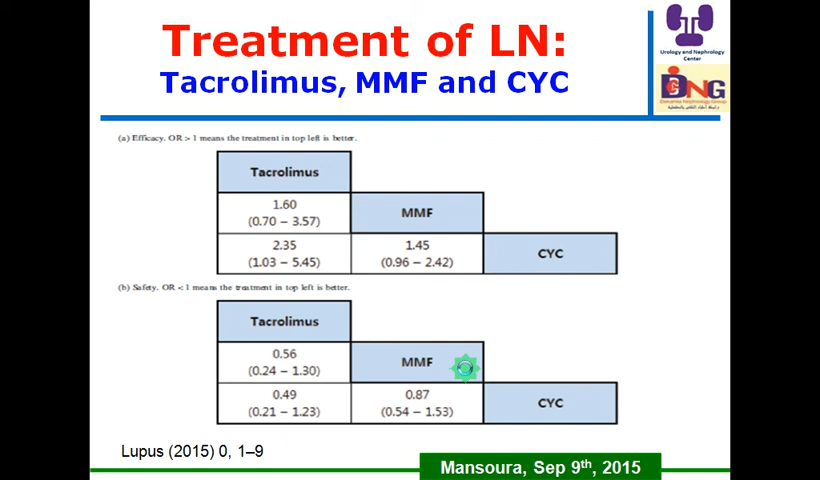 Treatment of LN:
Tacrolimus, MMF and CYC
Urology and Nephrology
Center
DNG
Dakahlia Nephrology Group
(a) Efficacy. OR > 1 means the treatment in top left is better.
Tacrolimus
1.60
(0.70 – 3.57)
MMF
2.35
(1.03 – 5.45)
1.45
(0.96 – 2.42)
CYC
(b) Safety. OR < 1 means the treatment in top left is better.
Tacrolimus
0.56
(0.24 – 1.30)
MMF
0.49
(0.21 – 1.23)
0.87
(0.54 – 1.53)
CYC
Lupus (2015) 0, 1–9
Mansoura, Sep 9th, 2015